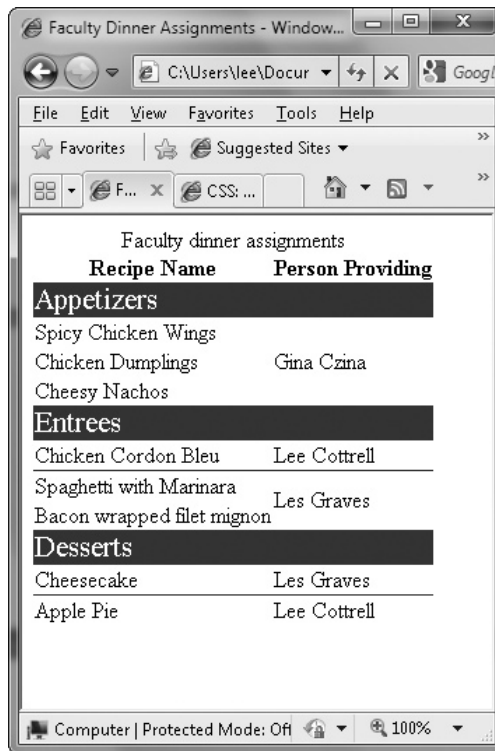 Faculty Dinner Assignments - Window...
C:\Users\lee\Docur
Googl
File Edit View Favorites Tools Help
Favorites Suggested Sites
F... CSS: ...
Faculty dinner assignments
Recipe Name Person Providing
Appetizers
Spicy Chicken Wings
Chicken Dumplings Gina Czina
Cheesy Nachos
Entrees
Chicken Cordon Bleu Lee Cottrell
Spaghetti with Marinara
Les Graves
Bacon wrapped filet mignon
Desserts
Cheesecake Les Graves
Apple Pie Lee Cottrell
Computer | Protected Mode: Off 100%